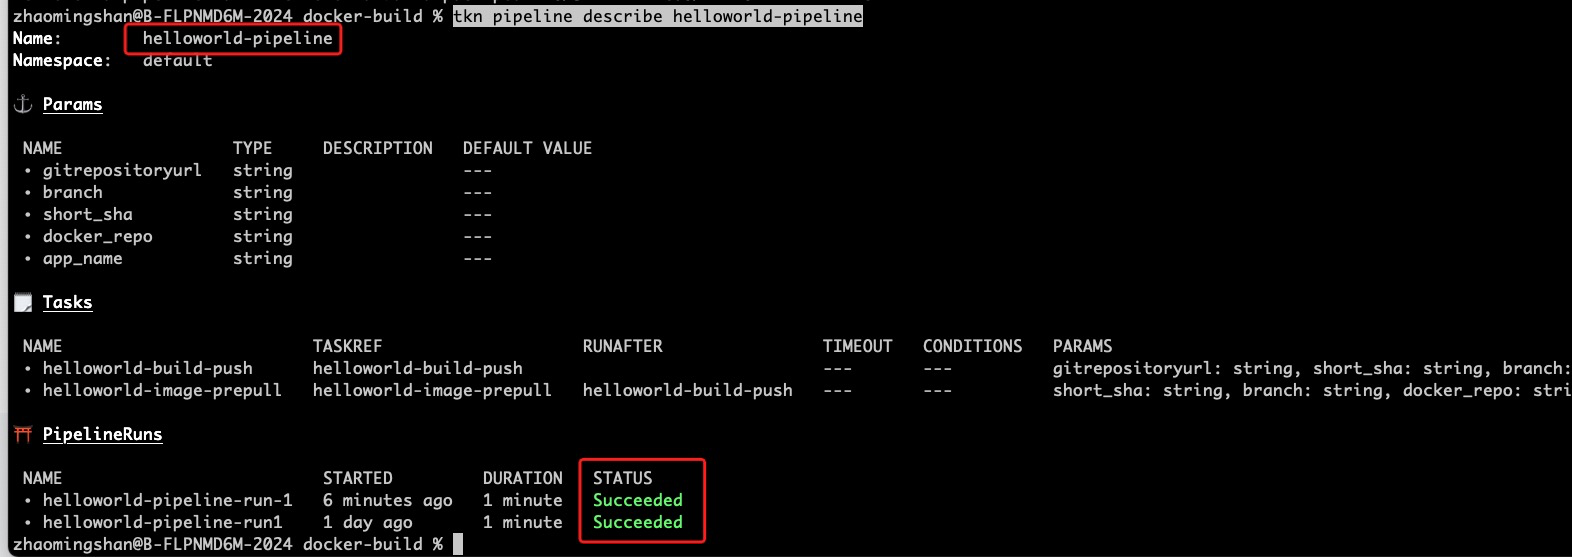 zhaomingshan@B-FLPNMD6M-2024 docker-build % tkn pipeline describe helloworld-pipeline
Name: helloworld-pipeline
Namespace: default
Params
NAME TYPE DESCRIPTION DEFAULT VALUE
• gitrepositoryurl string ---
• branch string ---
• short_sha string ---
• docker_repo string ---
• app_name string ---
Tasks
NAME TASKREF RUNAFTER TIMEOUT CONDITIONS PARAMS
• helloworld-build-push helloworld-build-push --- --- gitrepositoryurl: string, short_sha: string, branch:
• helloworld-image-prepull helloworld-image-prepull helloworld-build-push --- --- short_sha: string, branch: string, docker_repo: stri
PipelineRuns
NAME STARTED DURATION STATUS
• helloworld-pipeline-run-1 6 minutes ago 1 minute Succeeded
• helloworld-pipeline-run1 1 day ago 1 minute Succeeded
zhaomingshan@B-FLPNMD6M-2024 docker-build %